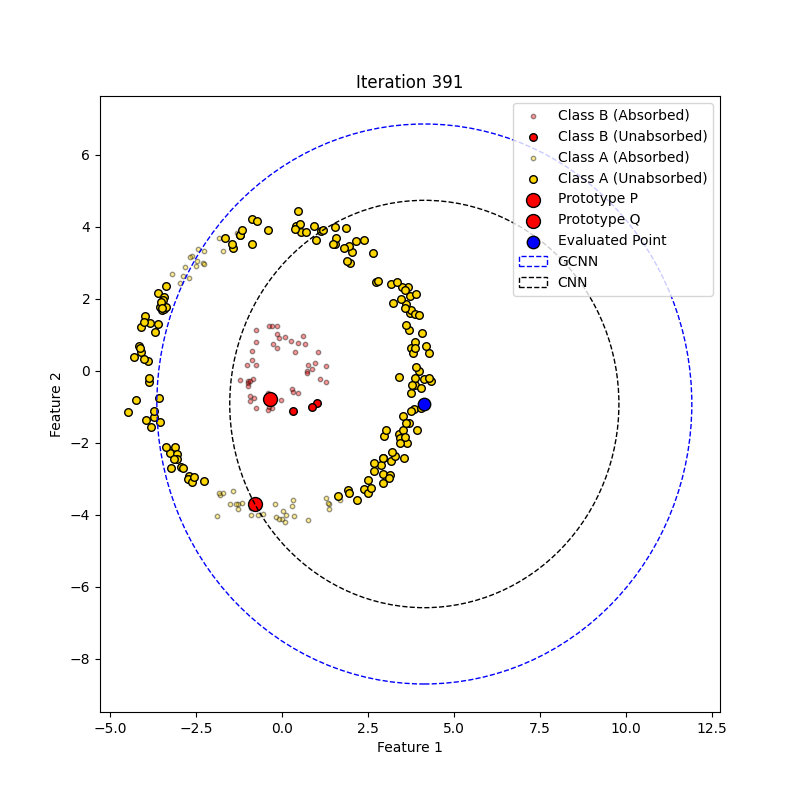 Iteration 391
Class B (Absorbed)
Class B (Unabsorbed)
Class A (Absorbed)
Class A (Unabsorbed)
Prototype P
Prototype Q
Evaluated Point
GCNN
CNN
6
4
2
0
−2
−4
−6
−8
Feature 2
−5.0 −2.5 0.0 2.5 5.0 7.5 10.0 12.5
Feature 1